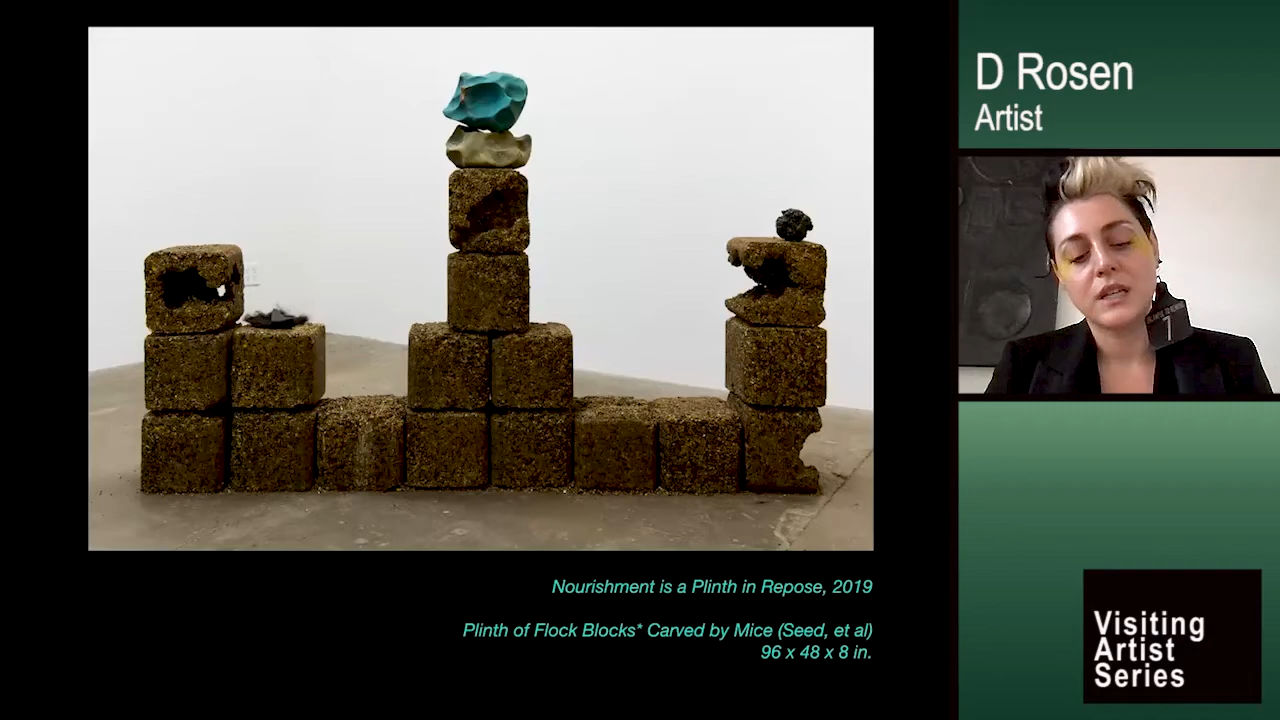 D Rosen
Artist
7
Nourishment is a Plinth in Repose, 2019
Plinth of Flock Blocks* Carved by Mice (Seed, et al)
96 x 48 x 8 in.
Visiting
Artist
Series